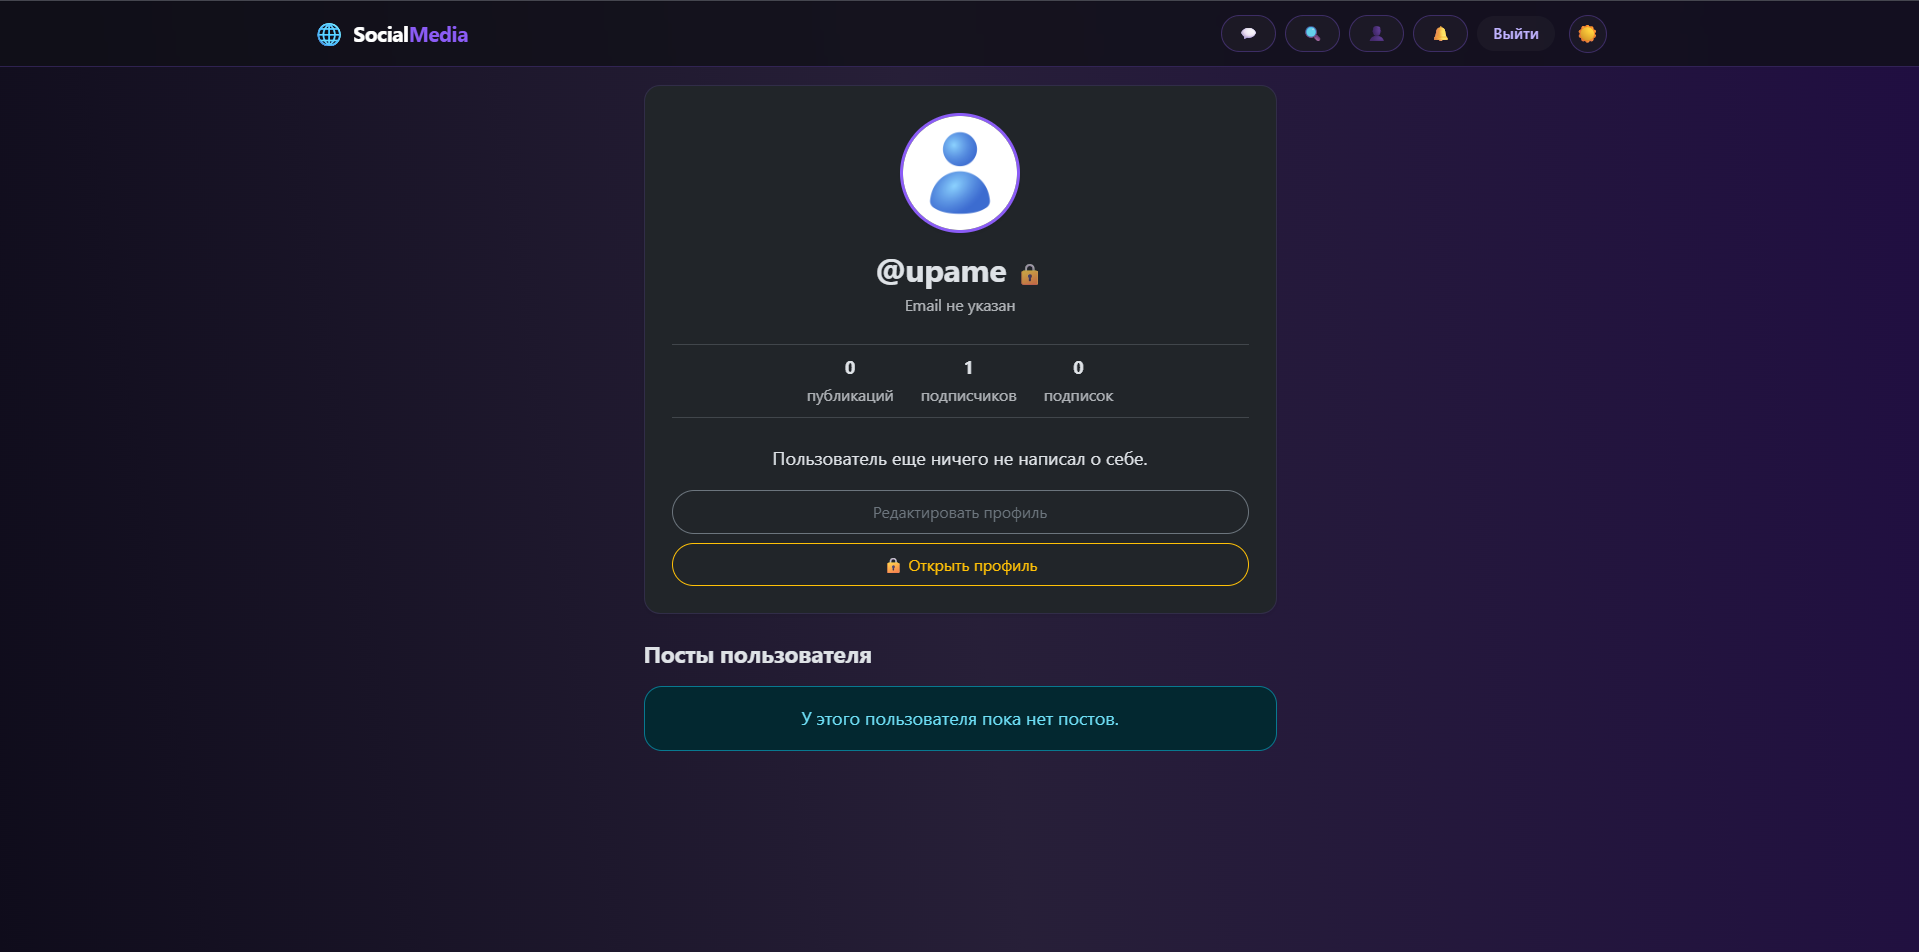 SocialMedia
Выйти
@upame
Email не указан
0 1 0
публикаций подписчиков подписок
Пользователь еще ничего не написал о себе.
Редактировать профиль
Открыть профиль
Посты пользователя
У этого пользователя пока нет постов.